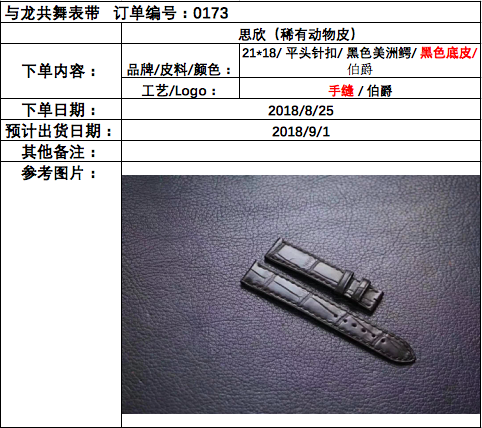 与龙共舞表带 订单编号：0173
思欣（稀有动物皮）
下单内容：
品牌/皮料/颜色：
21*18/ 平头针扣/ 黑色美洲鳄/ 黑色底皮/
伯爵
工艺/Logo：
手缝 / 伯爵
下单日期：
2018/8/25
预计出货日期：
2018/9/1
其他备注：
参考图片：